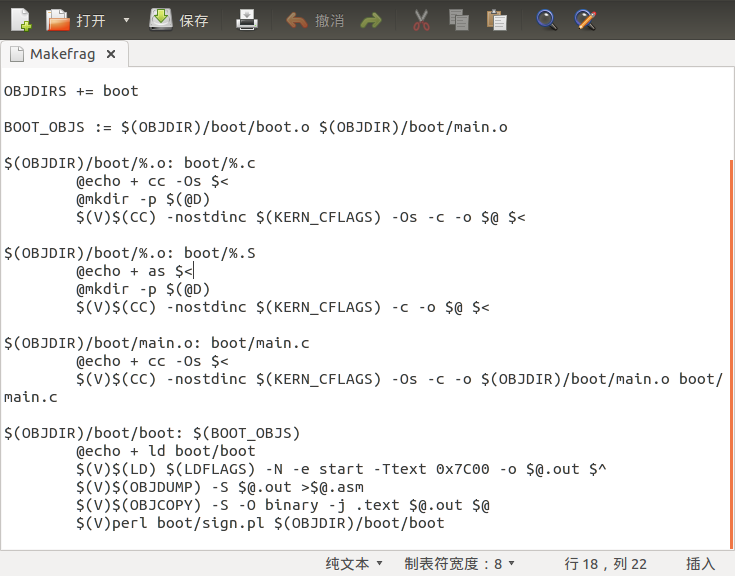 打开 保存 撤消
Makefrag ×
OBJDIRS += boot
BOOT_OBJS := $(OBJDIR)/boot/boot.o $(OBJDIR)/boot/main.o
$(OBJDIR)/boot/%.o: boot/%.c
	@echo + cc -Os $<
	@mkdir -p $(@D)
	$(V)$(CC) -nostdinc $(KERN_CFLAGS) -Os -c -o $@ $<
$(OBJDIR)/boot/%.o: boot/%.S
	@echo + as $<
	@mkdir -p $(@D)
	$(V)$(CC) -nostdinc $(KERN_CFLAGS) -c -o $@ $<
$(OBJDIR)/boot/main.o: boot/main.c
	@echo + cc -Os $<
	$(V)$(CC) -nostdinc $(KERN_CFLAGS) -Os -c -o $(OBJDIR)/boot/main.o boot/
main.c
$(OBJDIR)/boot/boot: $(BOOT_OBJS)
	@echo + ld boot/boot
	$(V)$(LD) $(LDFLAGS) -N -e start -Ttext 0x7C00 -o $@.out $^
	$(V)$(OBJDUMP) -S $@.out >$@.asm
	$(V)$(OBJCOPY) -S -O binary -j .text $@.out $@
	$(V)perl boot/sign.pl $(OBJDIR)/boot/boot
纯文本 制表符宽度：8 行 18，列 22 插入